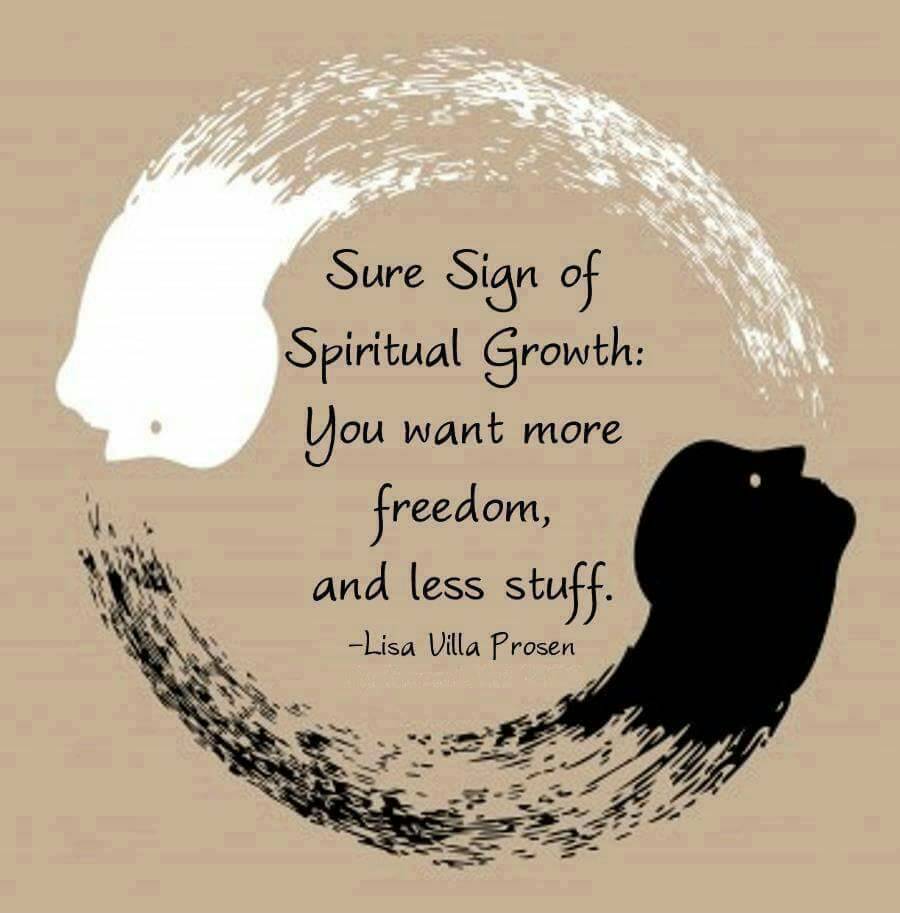 Sure Sign of
Spiritual Growth:
You want more
freedom,
and less stuff.
-Lisa Villa Prosen